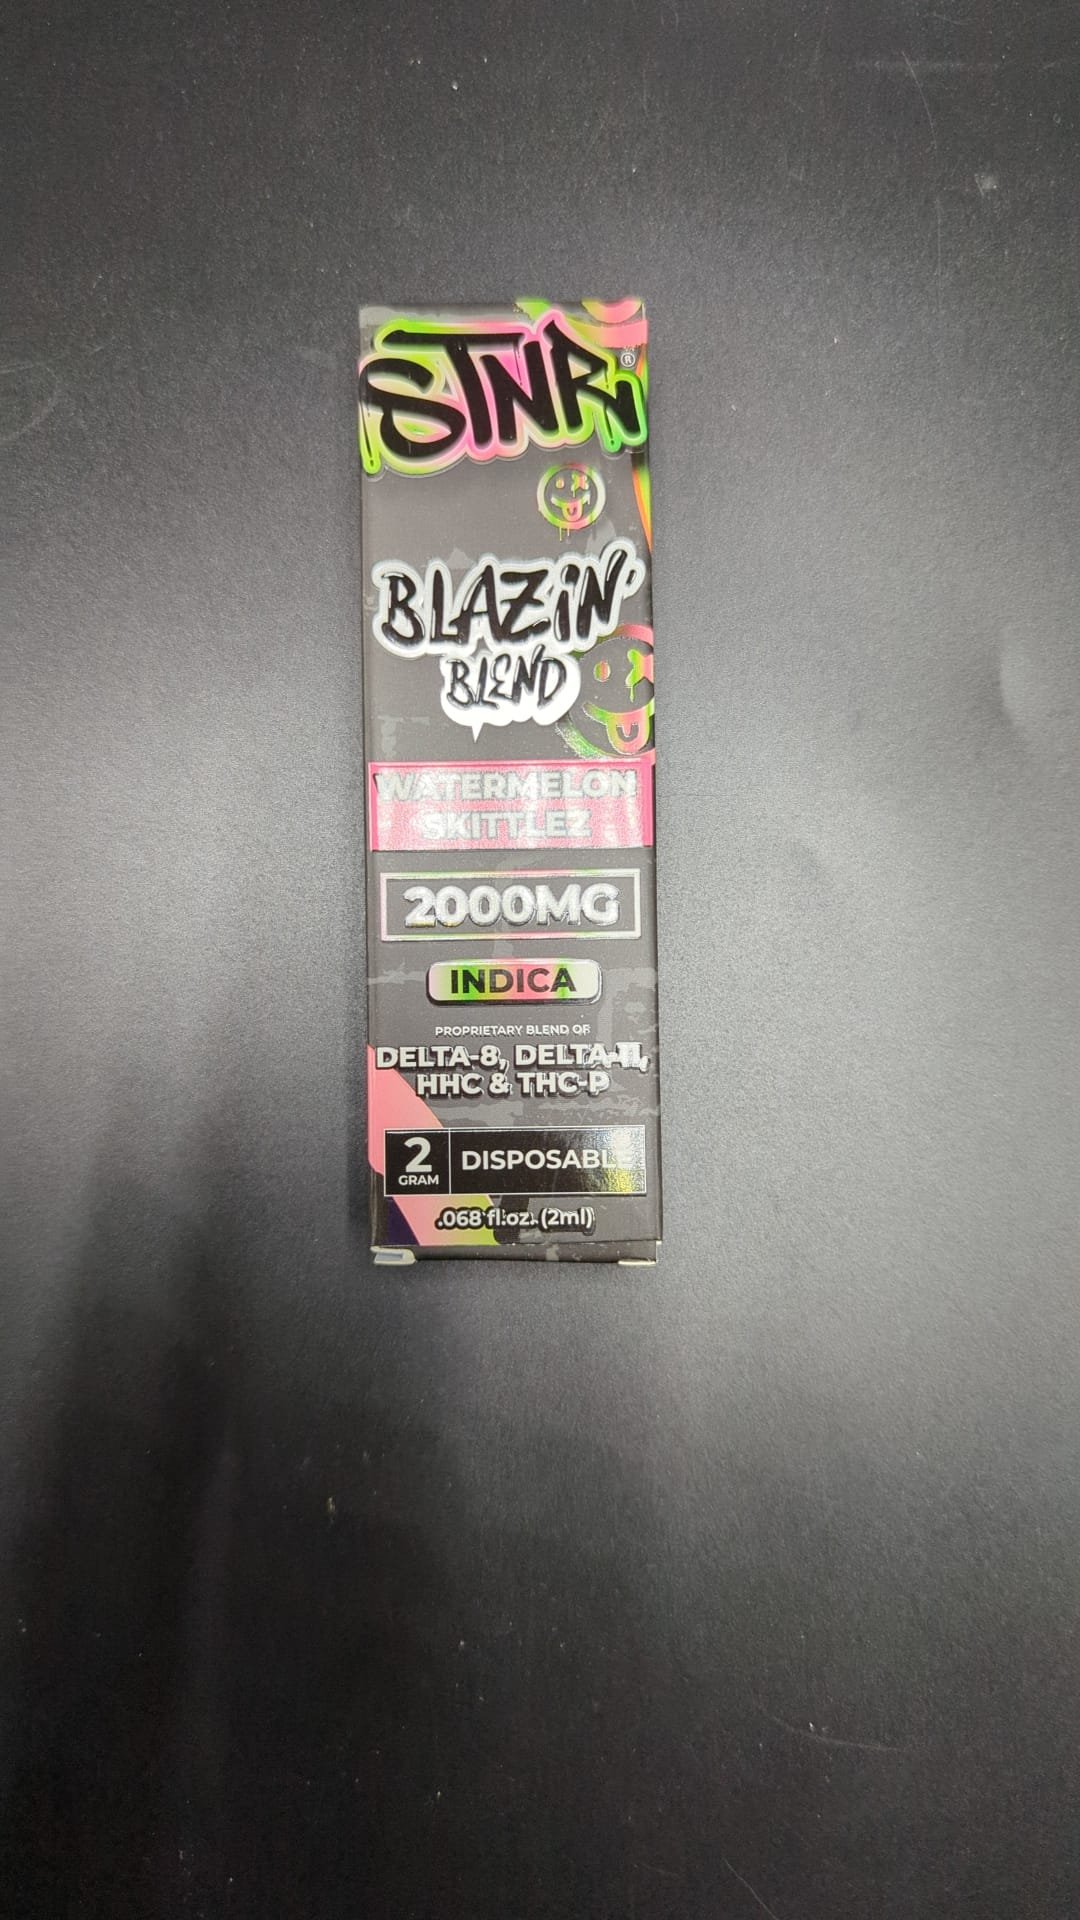 STNR®
BLAZIN'
BLEND
WATERMELON
SKITTLEZ
2000MG
INDICA
PROPRIETARY BLEND OF
DELTA-8, DELTA-11,
HHC & THC-P
2
GRAM
DISPOSABLE
.068 fl.oz. (2ml)